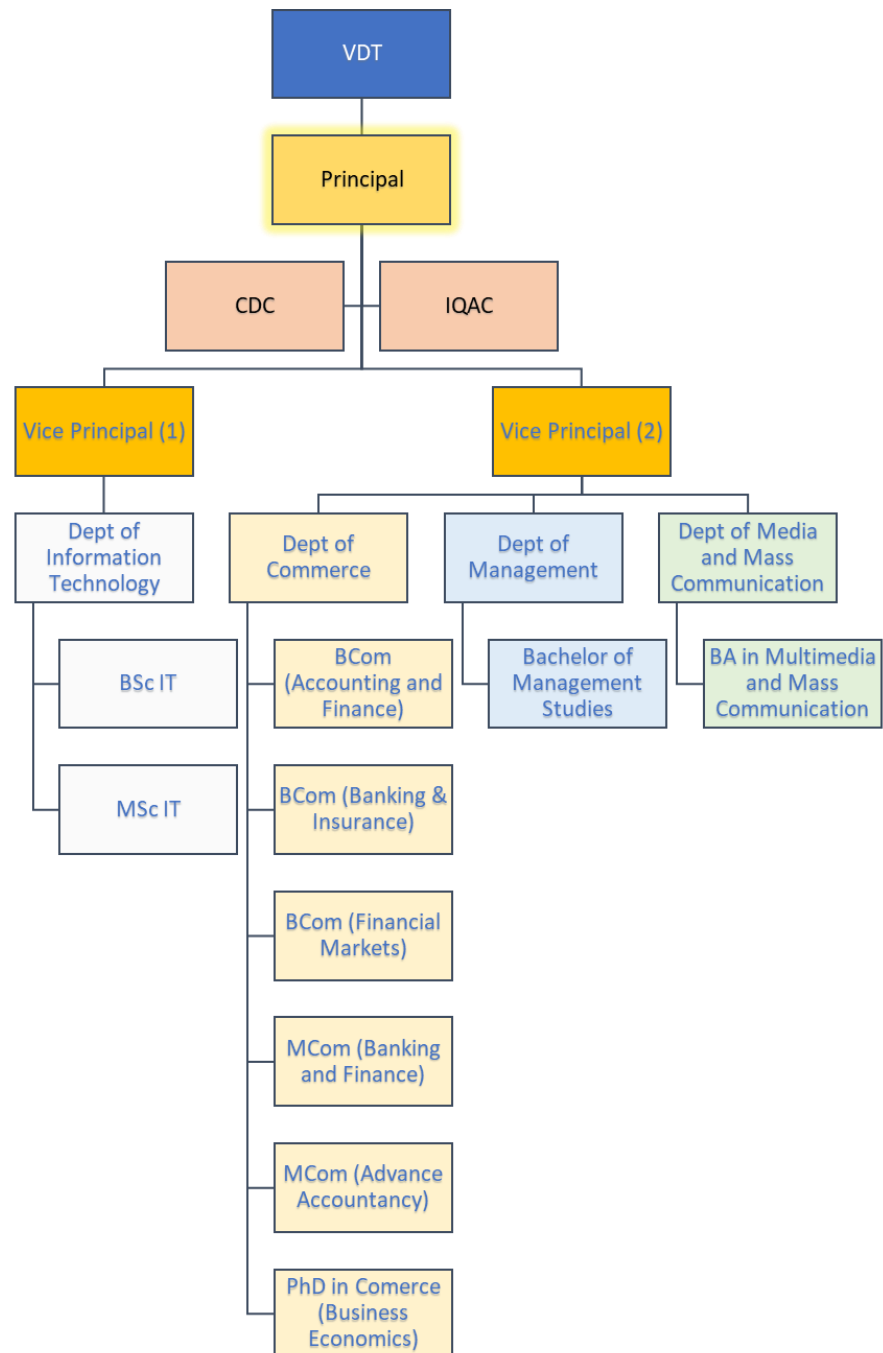 VDT
Principal
CDC
IQAC
Vice Principal (1)
Vice Principal (2)
Dept of
Information
Technology
Dept of
Commerce
Dept of
Management
Dept of Media
and Mass
Communication
BSc IT
BCom
(Accounting and
Finance)
Bachelor of
Management
Studies
BA in Multimedia
and Mass
Communication
MSc IT
BCom (Banking &
Insurance)
BCom (Financial
Markets)
MCom (Banking
and Finance)
MCom (Advance
Accountancy)
PhD in Comerce
(Business
Economics)